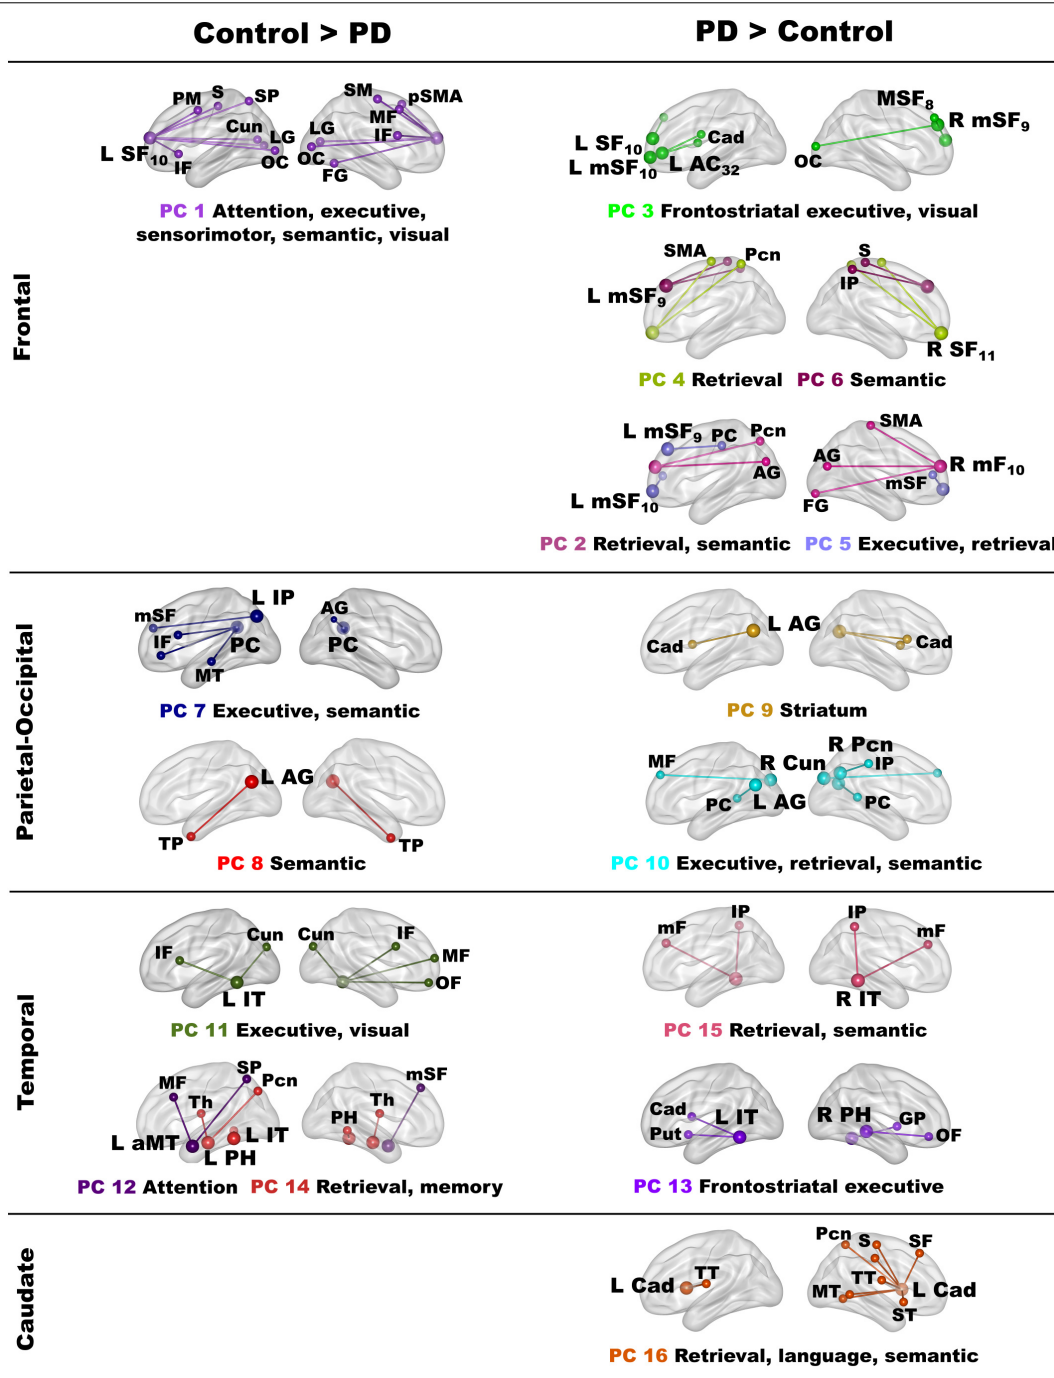 Control > PD
PD > Control
Frontal
PM S SP
Cun LG
L SF10 IF OC
SM pSMA
MF
LG IF
OC FG
PC 1 Attention, executive,
sensorimotor, semantic, visual
L SF10 Cad
L mSF10 L AC32
MSF8
R mSF9
OC
PC 3 Frontostriatal executive, visual
SMA Pcn
L mSF9
S
IP
R SF11
PC 4 Retrieval PC 6 Semantic
L mSF9 PC Pcn
AG
L mSF10
SMA
AG R mF10
mSF
FG
PC 2 Retrieval, semantic PC 5 Executive, retrieval
Parietal-Occipital
mSF L IP
IF PC
MT
AG
PC
PC 7 Executive, semantic
L AG
Cad Cad
PC 9 Striatum
L AG
TP TP
PC 8 Semantic
MF R Cun R Pcn
IP
PC L AG PC
PC 10 Executive, retrieval, semantic
Temporal
IF Cun
L IT
Cun IF
MF
OF
PC 11 Executive, visual
mF IP
IP mF
R IT
PC 15 Retrieval, semantic
MF SP Pcn
Th
L aMT L IT
L PH
mSF
Th
PH
PC 12 Attention PC 14 Retrieval, memory
Cad L IT
Put
R PH GP
OF
PC 13 Frontostriatal executive
Caudate
L Cad TT
Pcn S SF
TT
MT L Cad
ST
PC 16 Retrieval, language, semantic